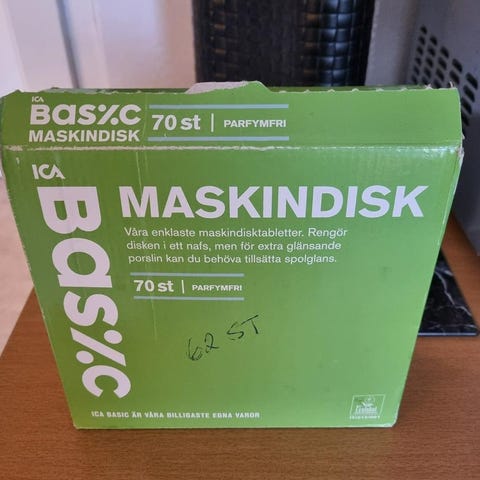 ICA
BASIC
MASKINDISK
70 st | PARFYMFRI
ICA
Basic
MASKINDISK
Våra enklaste maskindisktabletter. Rengör
disken i ett nafs, men för extra glänsande
porslin kan du behöva tillsätta spolglans.
70 st | PARFYMFRI
62 ST
ICA BASIC ÄR VÅRA BILLIGASTE EGNA VAROR